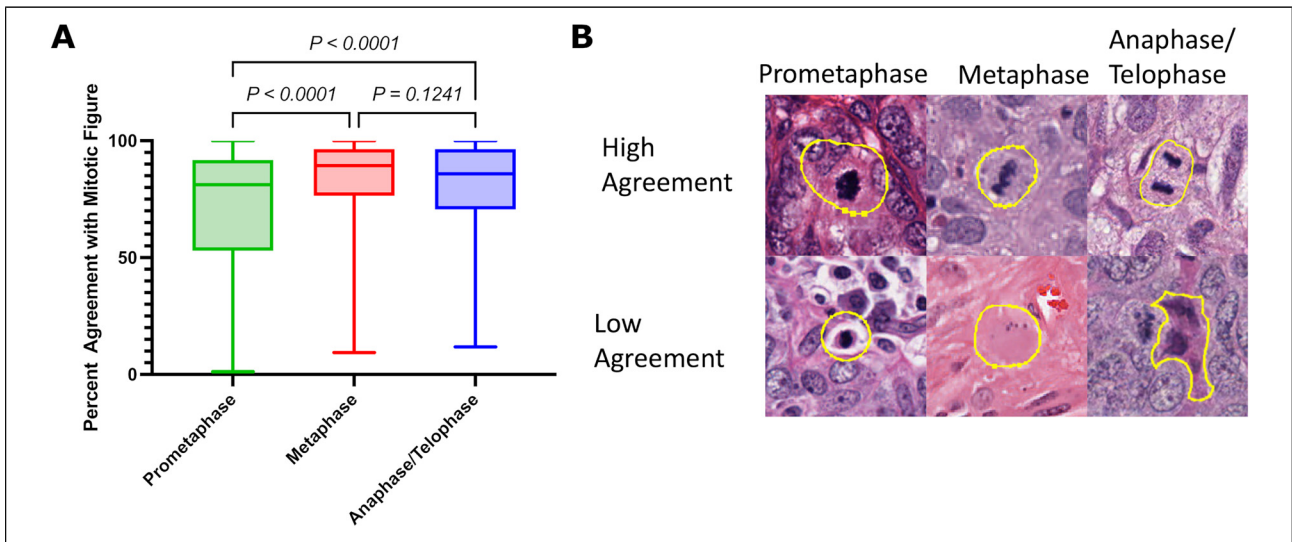 A
P < 0.0001
P < 0.0001
P = 0.1241
Percent Agreement with Mitotic Figure
100
50
0
Prometaphase
Metaphase
Anaphase/Telophase
B
Prometaphase
Metaphase
Anaphase/
Telophase
High
Agreement
Low
Agreement